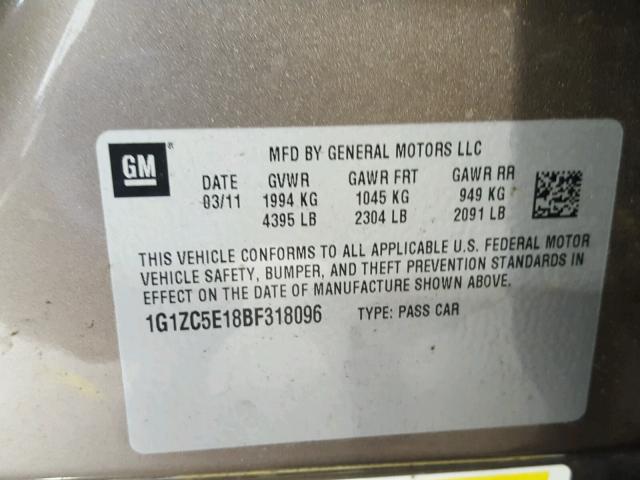 GM ®
MFD BY GENERAL MOTORS LLC
DATE GVWR GAWR FRT GAWR RR
03/11 1994 KG 1045 KG 949 KG
4395 LB 2304 LB 2091 LB
THIS VEHICLE CONFORMS TO ALL APPLICABLE U.S. FEDERAL MOTOR
VEHICLE SAFETY, BUMPER, AND THEFT PREVENTION STANDARDS IN
EFFECT ON THE DATE OF MANUFACTURE SHOWN ABOVE.
1G1ZC5E18BF318096 TYPE: PASS CAR